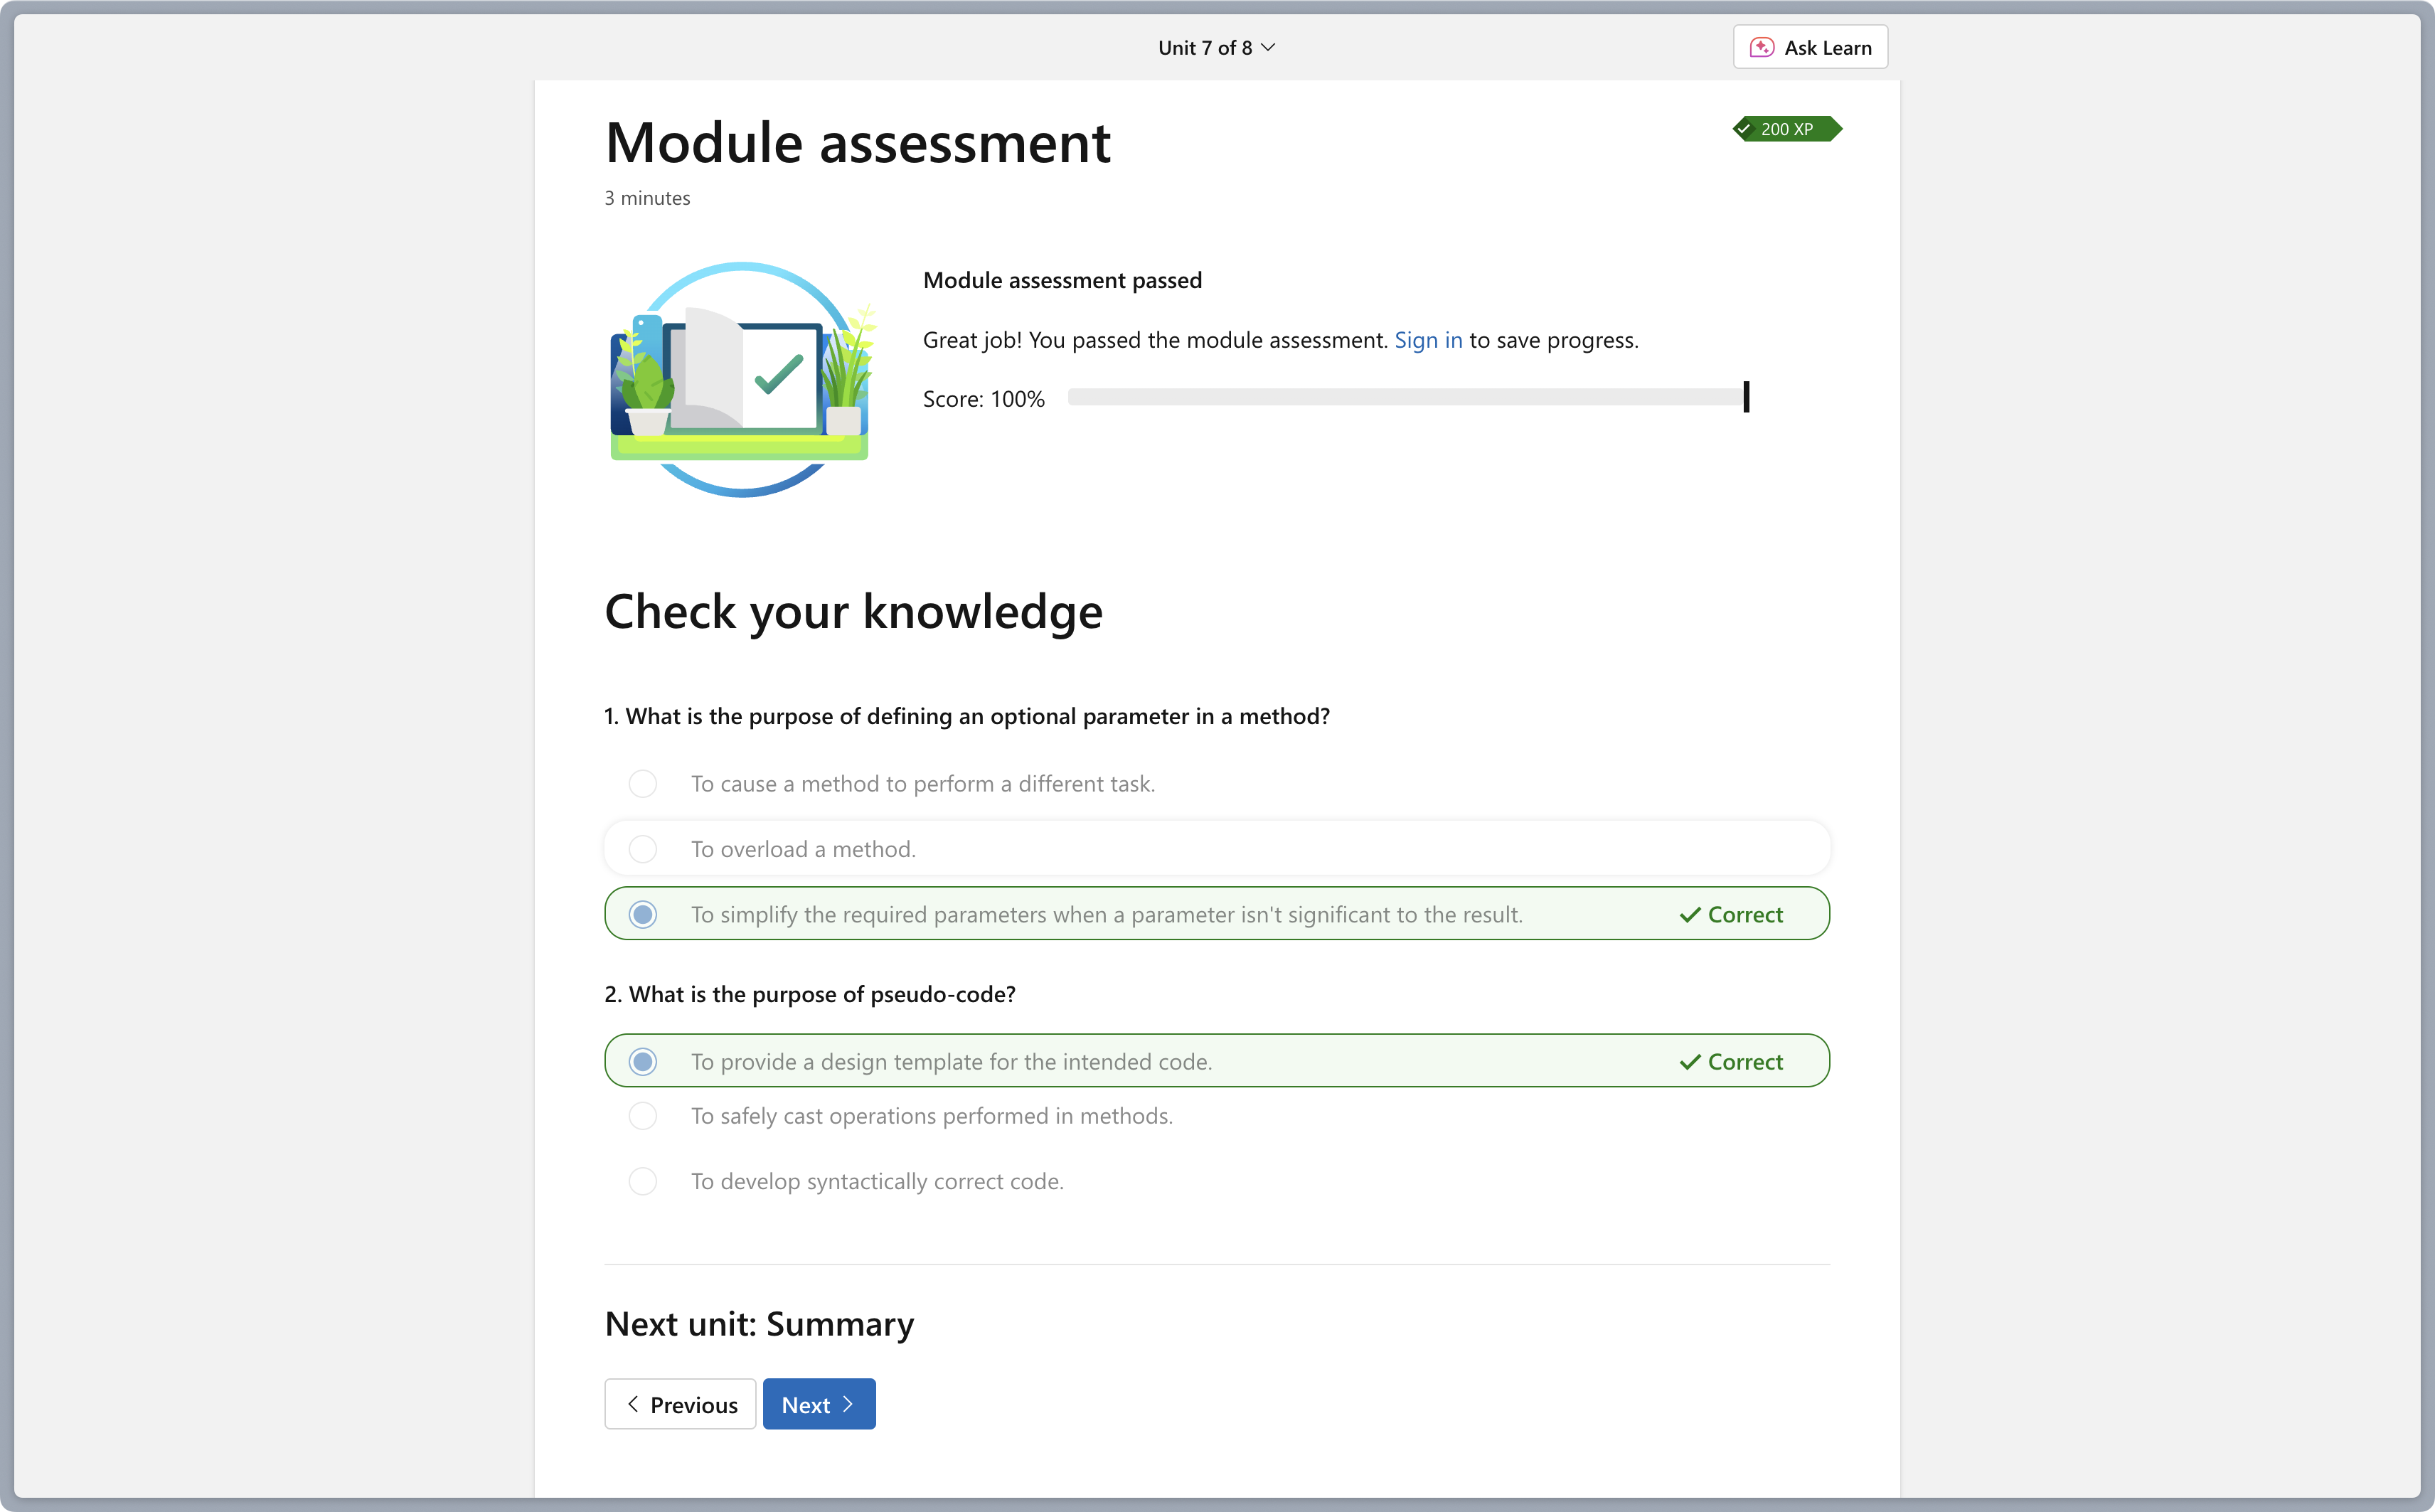 Unit 7 of 8
Ask Learn
Module assessment
200 XP
3 minutes
Module assessment passed
Great job! You passed the module assessment. Sign in to save progress.
Score: 100%
Check your knowledge
1. What is the purpose of defining an optional parameter in a method?
To cause a method to perform a different task.
To overload a method.
To simplify the required parameters when a parameter isn't significant to the result.
Correct
2. What is the purpose of pseudo-code?
To provide a design template for the intended code.
Correct
To safely cast operations performed in methods.
To develop syntactically correct code.
Next unit: Summary
Previous
Next